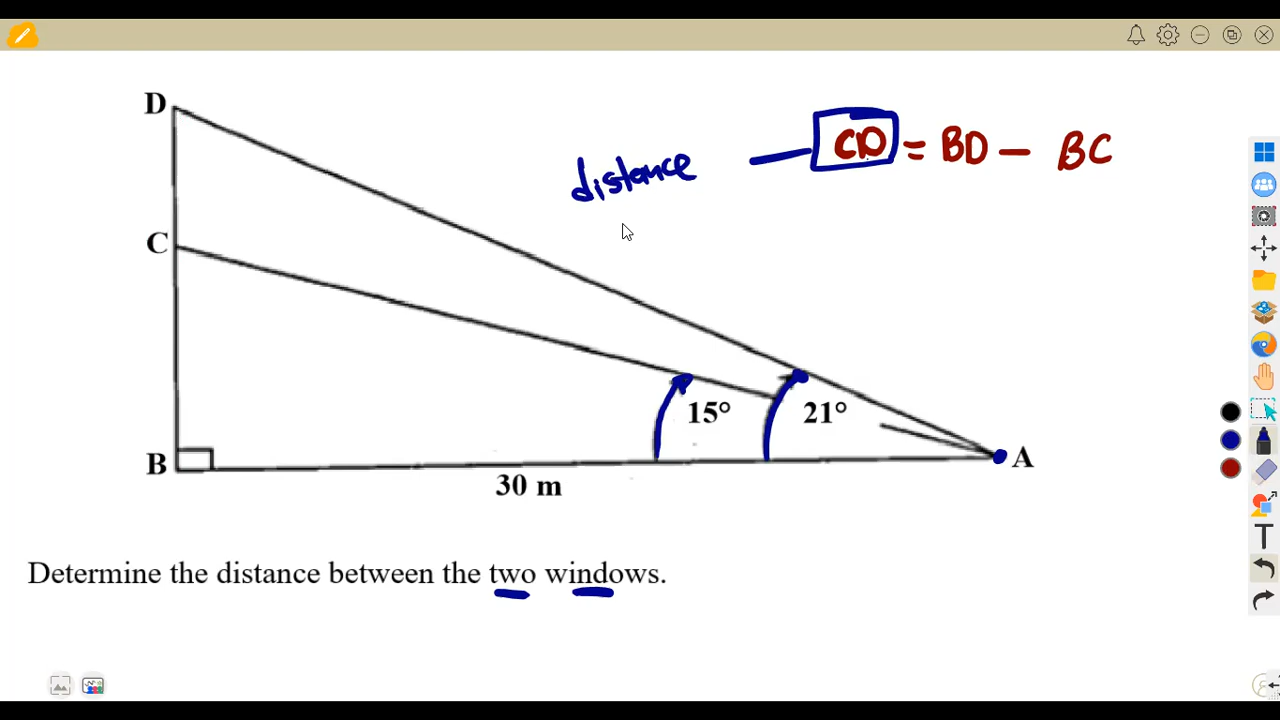 D
CD = BD - BC
distance
C
15°
21°
B
A
30 m
Determine the distance between the two windows.
T